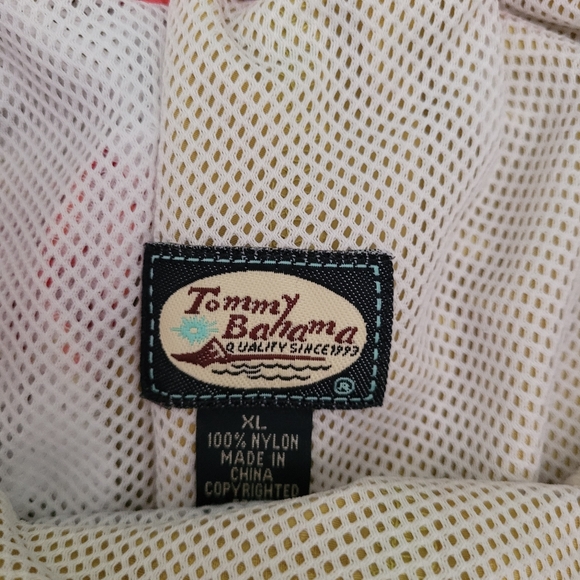 Tommy
Bahama
QUALITY SINCE 1993
®
XL
100% NYLON
MADE IN
CHINA
COPYRIGHTED